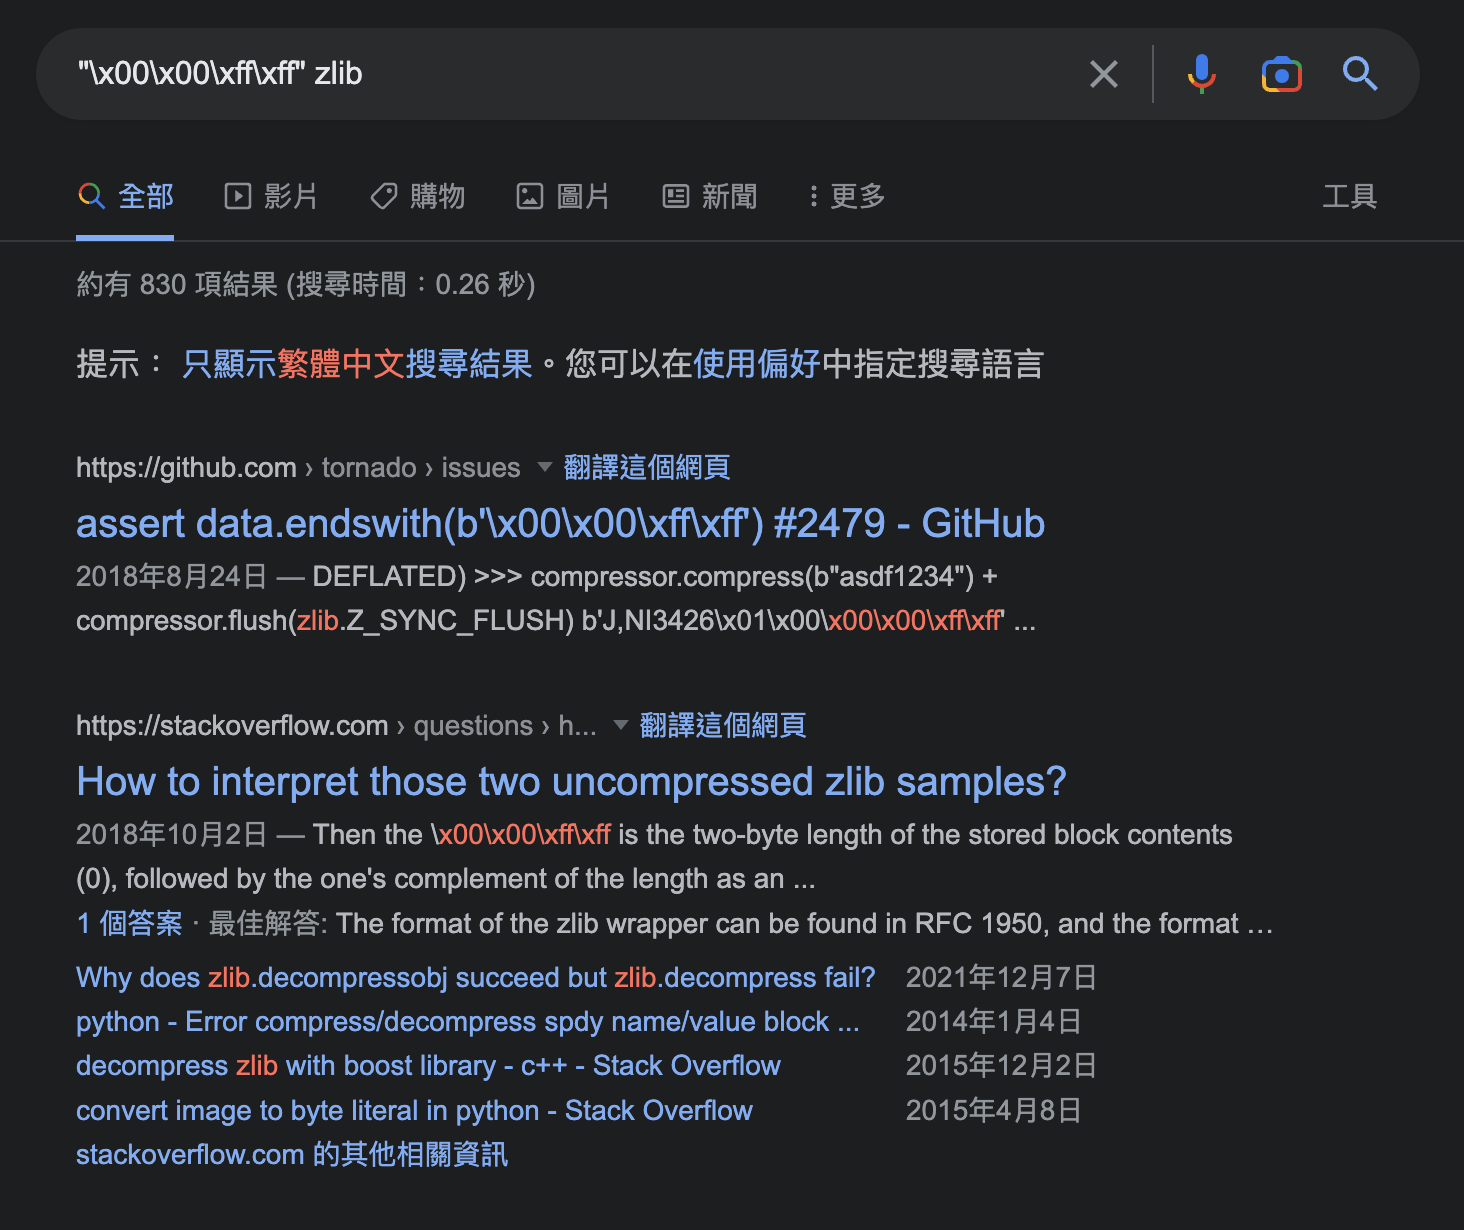 "\x00\x00\xff\xff" zlib
全部 影片 購物 圖片 新聞 更多 工具
約有 830 項結果 (搜尋時間：0.26 秒)
提示： 只顯示繁體中文搜尋結果。您可以在使用偏好中指定搜尋語言
https://github.com › tornado › issues 翻譯這個網頁
assert data.endswith(b'\x00\x00\xff\xff') #2479 - GitHub
2018年8月24日 — DEFLATED) >>> compressor.compress(b"asdf1234") +
compressor.flush(zlib.Z_SYNC_FLUSH) b'J,NI3426\x01\x00\x00\x00\xff\xff' ...
https://stackoverflow.com › questions › h... 翻譯這個網頁
How to interpret those two uncompressed zlib samples?
2018年10月2日 — Then the \x00\x00\xff\xff is the two-byte length of the stored block contents
(0), followed by the one's complement of the length as an ...
1 個答案 · 最佳解答: The format of the zlib wrapper can be found in RFC 1950, and the format …
Why does zlib.decompressobj succeed but zlib.decompress fail? 2021年12月7日
python - Error compress/decompress spdy name/value block ... 2014年1月4日
decompress zlib with boost library - c++ - Stack Overflow 2015年12月2日
convert image to byte literal in python - Stack Overflow 2015年4月8日
stackoverflow.com 的其他相關資訊